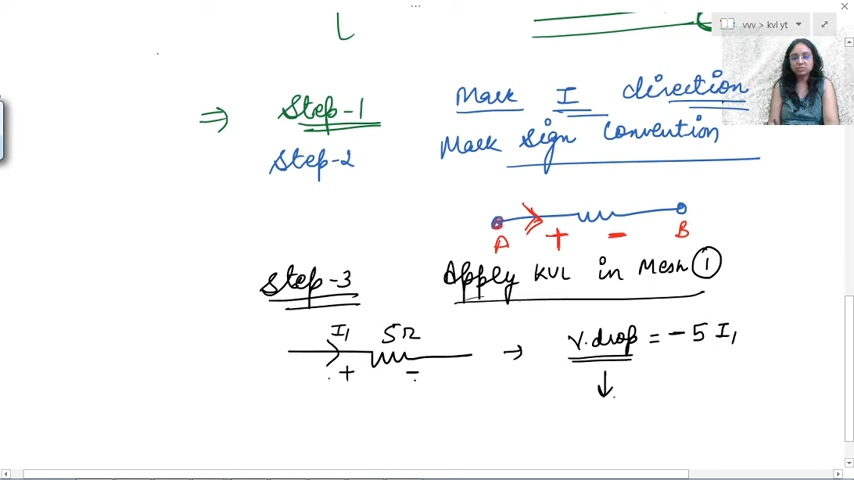 vvv > kvl yt
⇒ Step-1 Mark I direction
Step-2 Mark sign convention
A + - B
Step-3 Apply KVL in Mesh 1
I1 5Ω → V.drop = -5 I1
+ - ↓